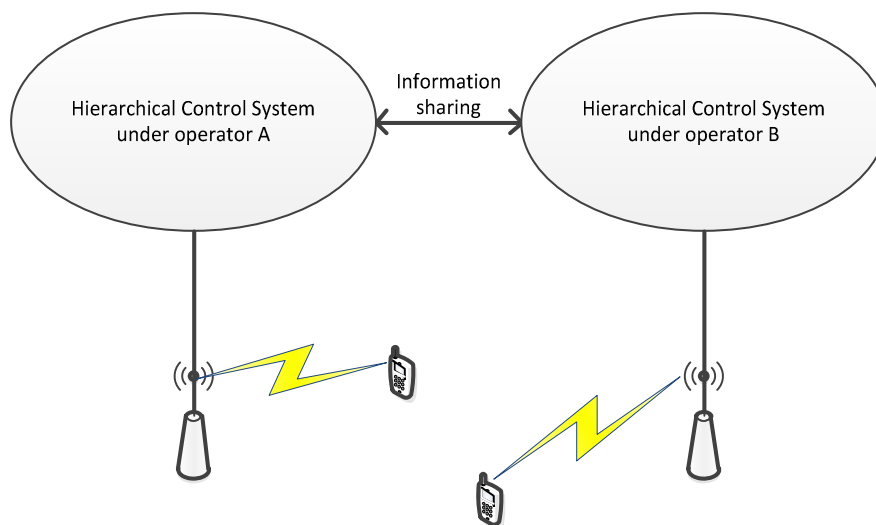 Hierarchical Control System
under operator A
Information
sharing
Hierarchical Control System
under operator B